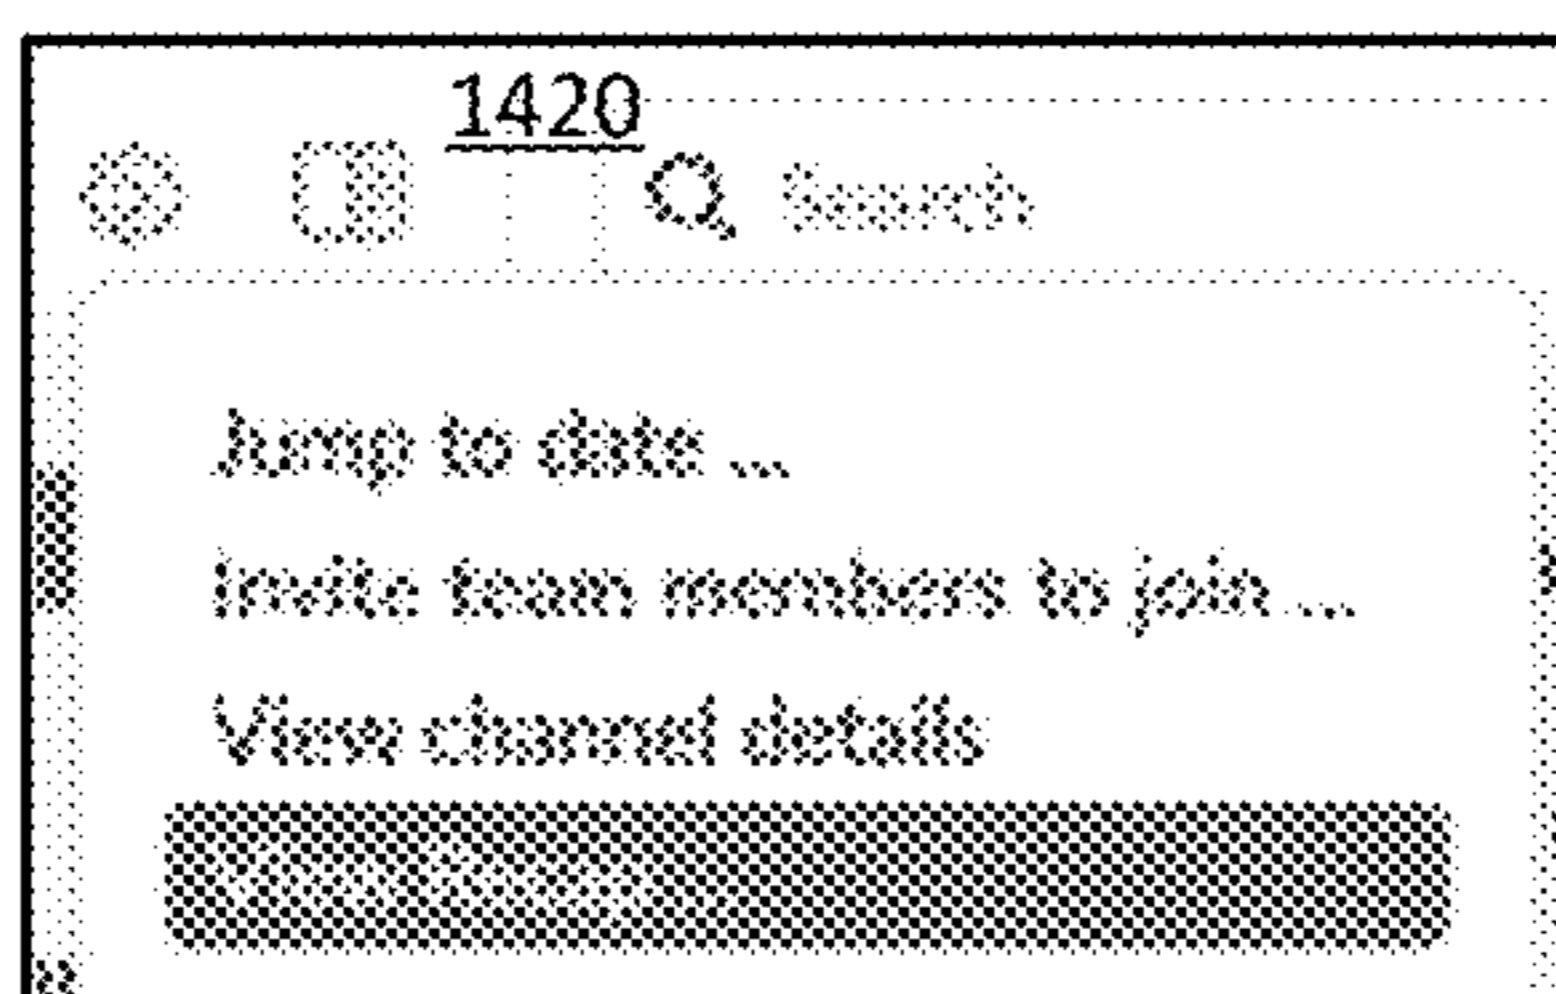 1420
Search
Jump to date ...
Invite team members to join ...
View channel details